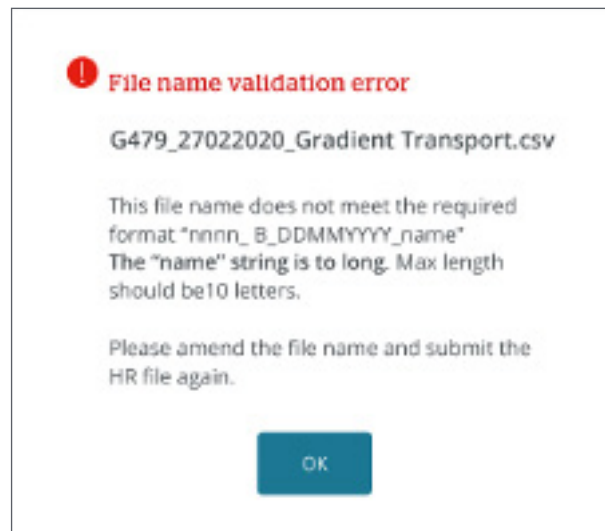 File name validation error
G479_27022020_Gradient Transport.csv
This file name does not meet the required
format "nnnn_ B_DDMMYYYY_name"
The "name" string is to long. Max length
should be10 letters.
Please amend the file name and submit the
HR file again.
OK